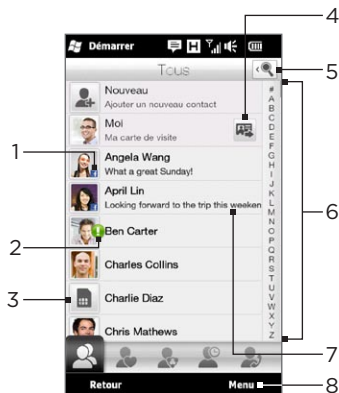 4
Démarrer
Tous
5
Nouveau
Ajouter un nouveau contact
Moi
Ma carte de visite
1
Angela Wang
What a great Sunday!
April Lin
Looking forward to the trip this weeken
6
2
Ben Carter
Charles Collins
3
Charlie Diaz
7
Chris Mathews
#
A
B
C
D
E
F
G
H
I
J
K
L
M
N
O
P
Q
R
S
T
U
V
W
X
Y
Z
Retour
Menu
8